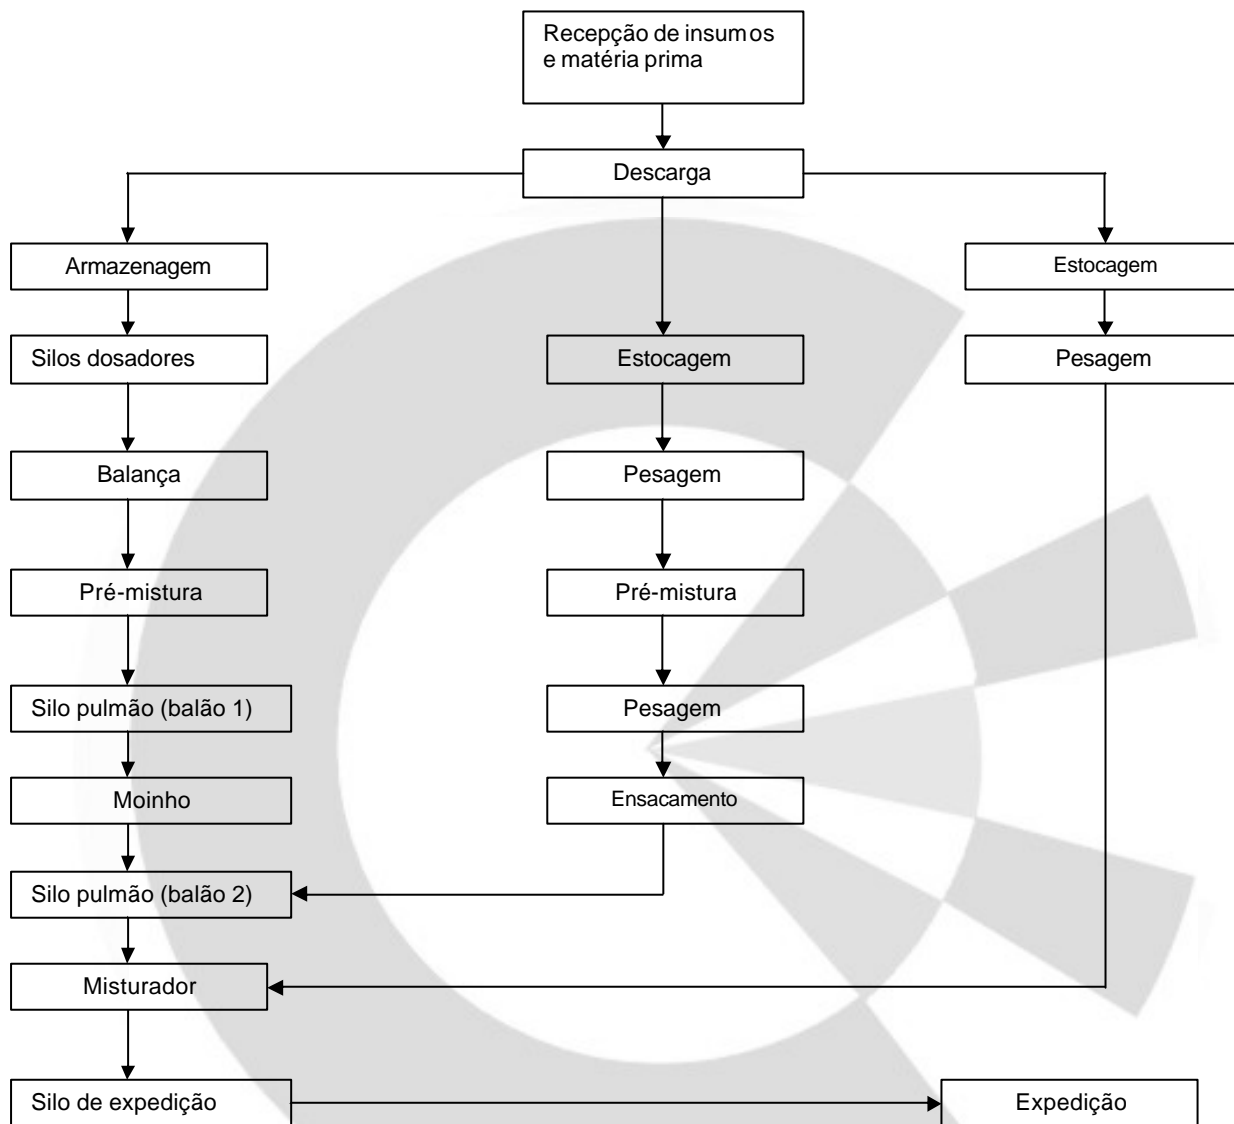 Recepção de insumos
e matéria prima
Descarga
Armazenagem
Estocagem
Silos dosadores
Estocagem
Pesagem
Balança
Pesagem
Pré-mistura
Pré-mistura
Silo pulmão (balão 1)
Pesagem
Moinho
Ensacamento
Silo pulmão (balão 2)
Misturador
Silo de expedição
Expedição